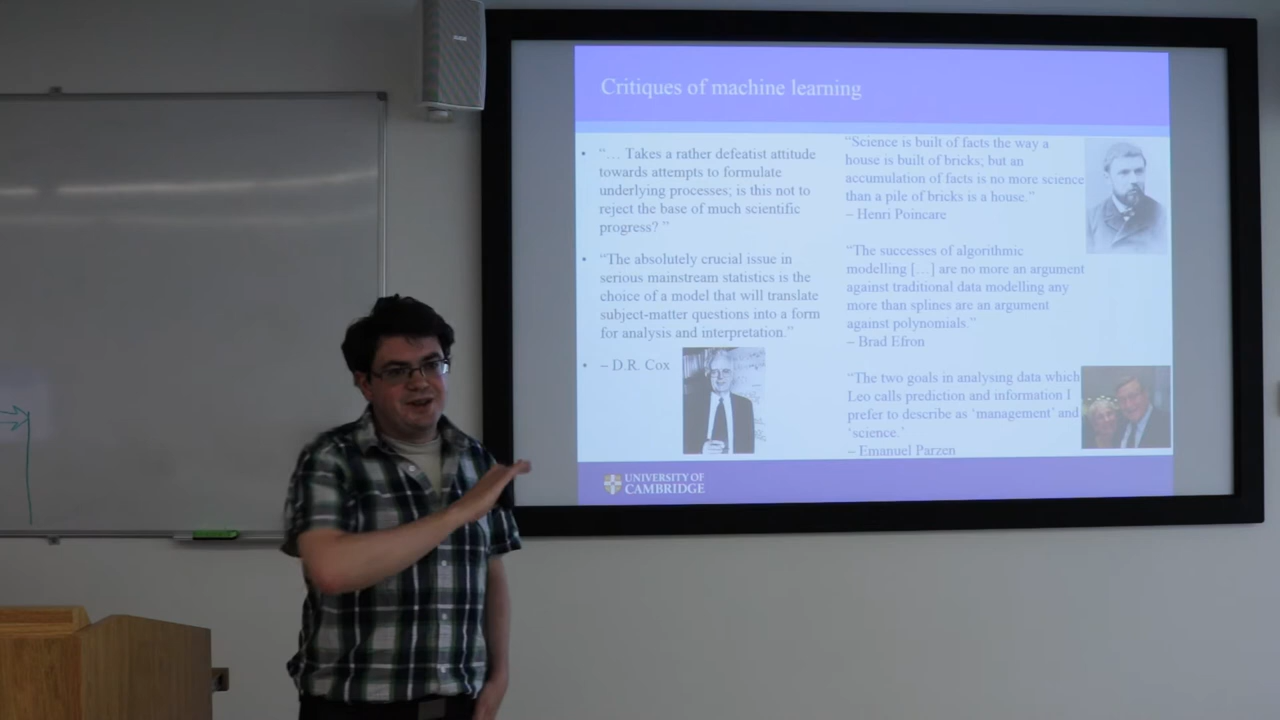 Critiques of machine learning
• “… Takes a rather defeatist attitude
towards attempts to formulate
underlying processes; is this not to
reject the base of much scientific
progress? ”
• “The absolutely crucial issue in
serious mainstream statistics is the
choice of a model that will translate
subject-matter questions into a form
for analysis and interpretation.”
• – D.R. Cox
“Science is built of facts the way a
house is built of bricks; but an
accumulation of facts is no more science
than a pile of bricks is a house.”
– Henri Poincare
“The successes of algorithmic
modelling […] are no more an argument
against traditional data modelling any
more than splines are an argument
against polynomials.”
– Brad Efron
“The two goals in analysing data which
Leo calls prediction and information I
prefer to describe as ‘management’ and
‘science.’
– Emanuel Parzen
UNIVERSITY OF
CAMBRIDGE